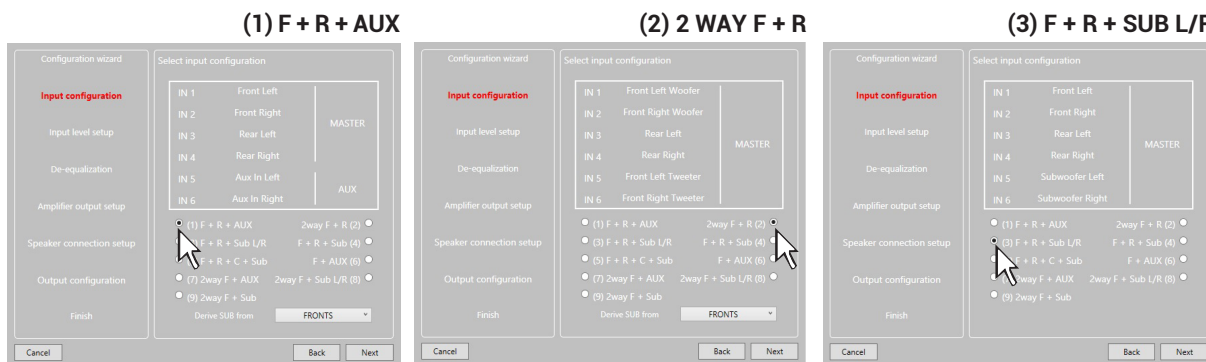 (1) F + R + AUX
Configuration wizard
Select input configuration
Input configuration
Input level setup
De-equalization
Amplifier output setup
Speaker connection setup
Output configuration
Finish
IN 1 Front Left
IN 2 Front Right
IN 3 Rear Left
IN 4 Rear Right
MASTER
IN 5 Aux In Left
IN 6 Aux In Right
AUX
(1) F + R + AUX 2way F + R (2)
F + R + Sub L/R F + R + Sub (4)
F + R + C + Sub F + AUX (6)
(7) 2way F + AUX 2way F + Sub L/R (8)
(9) 2way F + Sub
Derive SUB from FRONTS
Cancel Back Next
(2) 2 WAY F + R
Configuration wizard
Select input configuration
Input configuration
Input level setup
De-equalization
Amplifier output setup
Speaker connection setup
Output configuration
Finish
IN 1 Front Left Woofer
IN 2 Front Right Woofer
IN 3 Rear Left
IN 4 Rear Right
IN 5 Front Left Tweeter
IN 6 Front Right Tweeter
MASTER
(1) F + R + AUX 2way F + R (2)
(3) F + R + Sub L/R F + R + Sub (4)
(5) F + R + C + Sub F + AUX (6)
(7) 2way F + AUX 2way F + Sub L/R (8)
(9) 2way F + Sub
Derive SUB from FRONTS
Cancel Back Next
(3) F + R + SUB L/R
Configuration wizard
Select input configuration
Input configuration
Input level setup
De-equalization
Amplifier output setup
Speaker connection setup
Output configuration
Finish
IN 1 Front Left
IN 2 Front Right
IN 3 Rear Left
IN 4 Rear Right
IN 5 Subwoofer Left
IN 6 Subwoofer Right
MASTER
(1) F + R + AUX 2way F + R (2)
(3) F + R + Sub L/R F + R + Sub (4)
F + R + C + Sub F + AUX (6)
2way F + AUX 2way F + Sub L/R (8)
(9) 2way F + Sub
Cancel Back Next